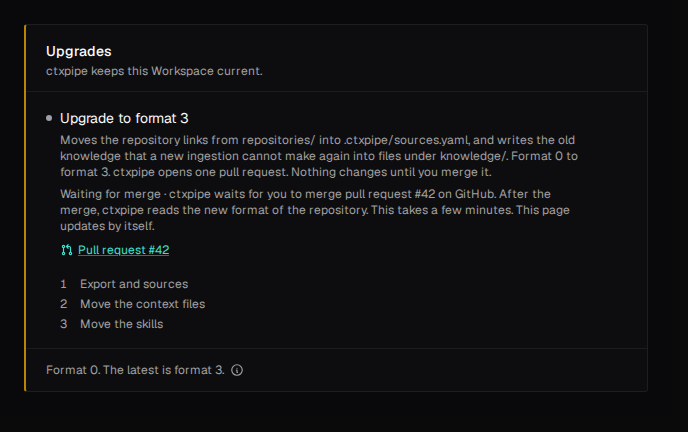 Upgrades
ctxpipe keeps this Workspace current.
Upgrade to format 3
Moves the repository links from repositories/ into .ctxpipe/sources.yaml, and writes the old
knowledge that a new ingestion cannot make again into files under knowledge/. Format 0 to
format 3. ctxpipe opens one pull request. Nothing changes until you merge it.
Waiting for merge · ctxpipe waits for you to merge pull request #42 on GitHub. After the
merge, ctxpipe reads the new format of the repository. This takes a few minutes. This page
updates by itself.
Pull request #42
1 Export and sources
2 Move the context files
3 Move the skills
Format 0. The latest is format 3.